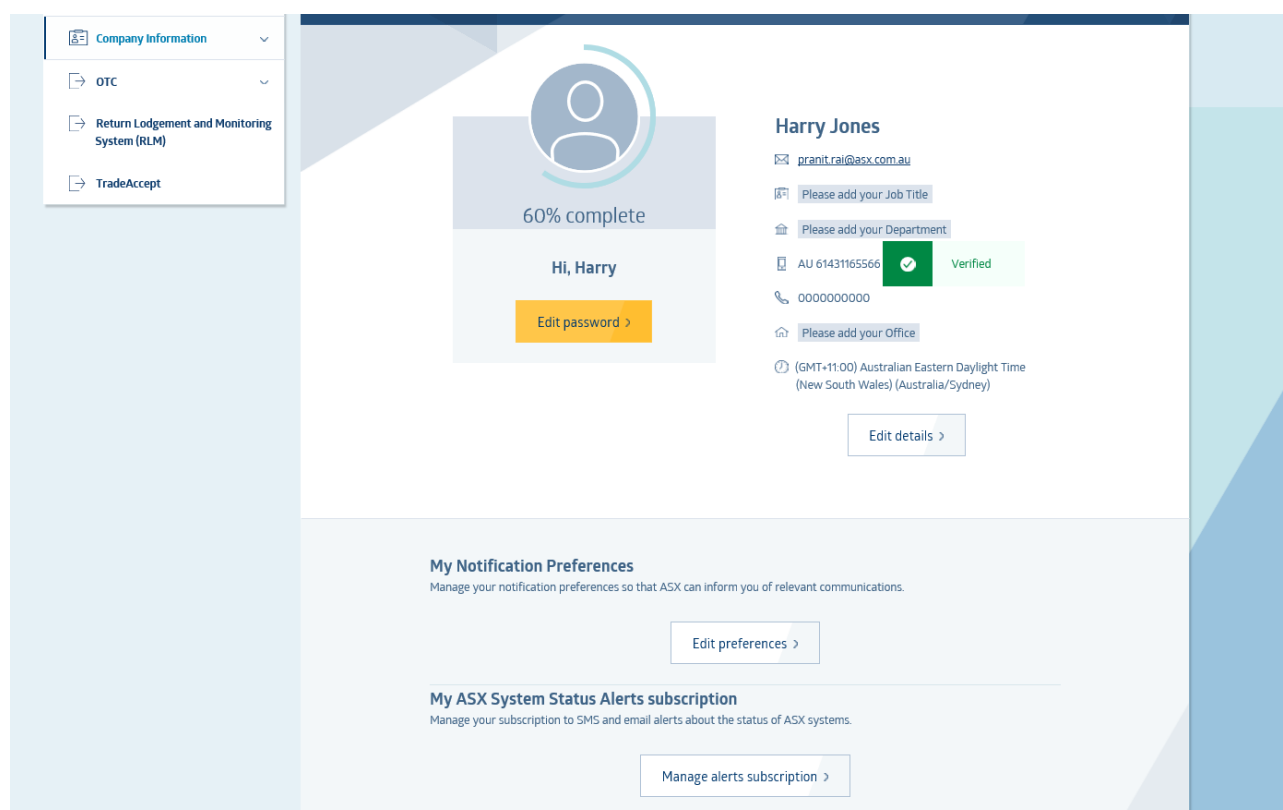 Company Information
OTC
Return Lodgement and Monitoring
System (RLM)
TradeAccept
60% complete
Hi, Harry
Edit password
Harry Jones
pranit.rai@asx.com.au
Please add your Job Title
Please add your Department
AU 61431165566
Verified
0000000000
Please add your Office
(GMT+11:00) Australian Eastern Daylight Time
(New South Wales) (Australia/Sydney)
Edit details
My Notification Preferences
Manage your notification preferences so that ASX can inform you of relevant communications.
Edit preferences
My ASX System Status Alerts subscription
Manage your subscription to SMS and email alerts about the status of ASX systems.
Manage alerts subscription